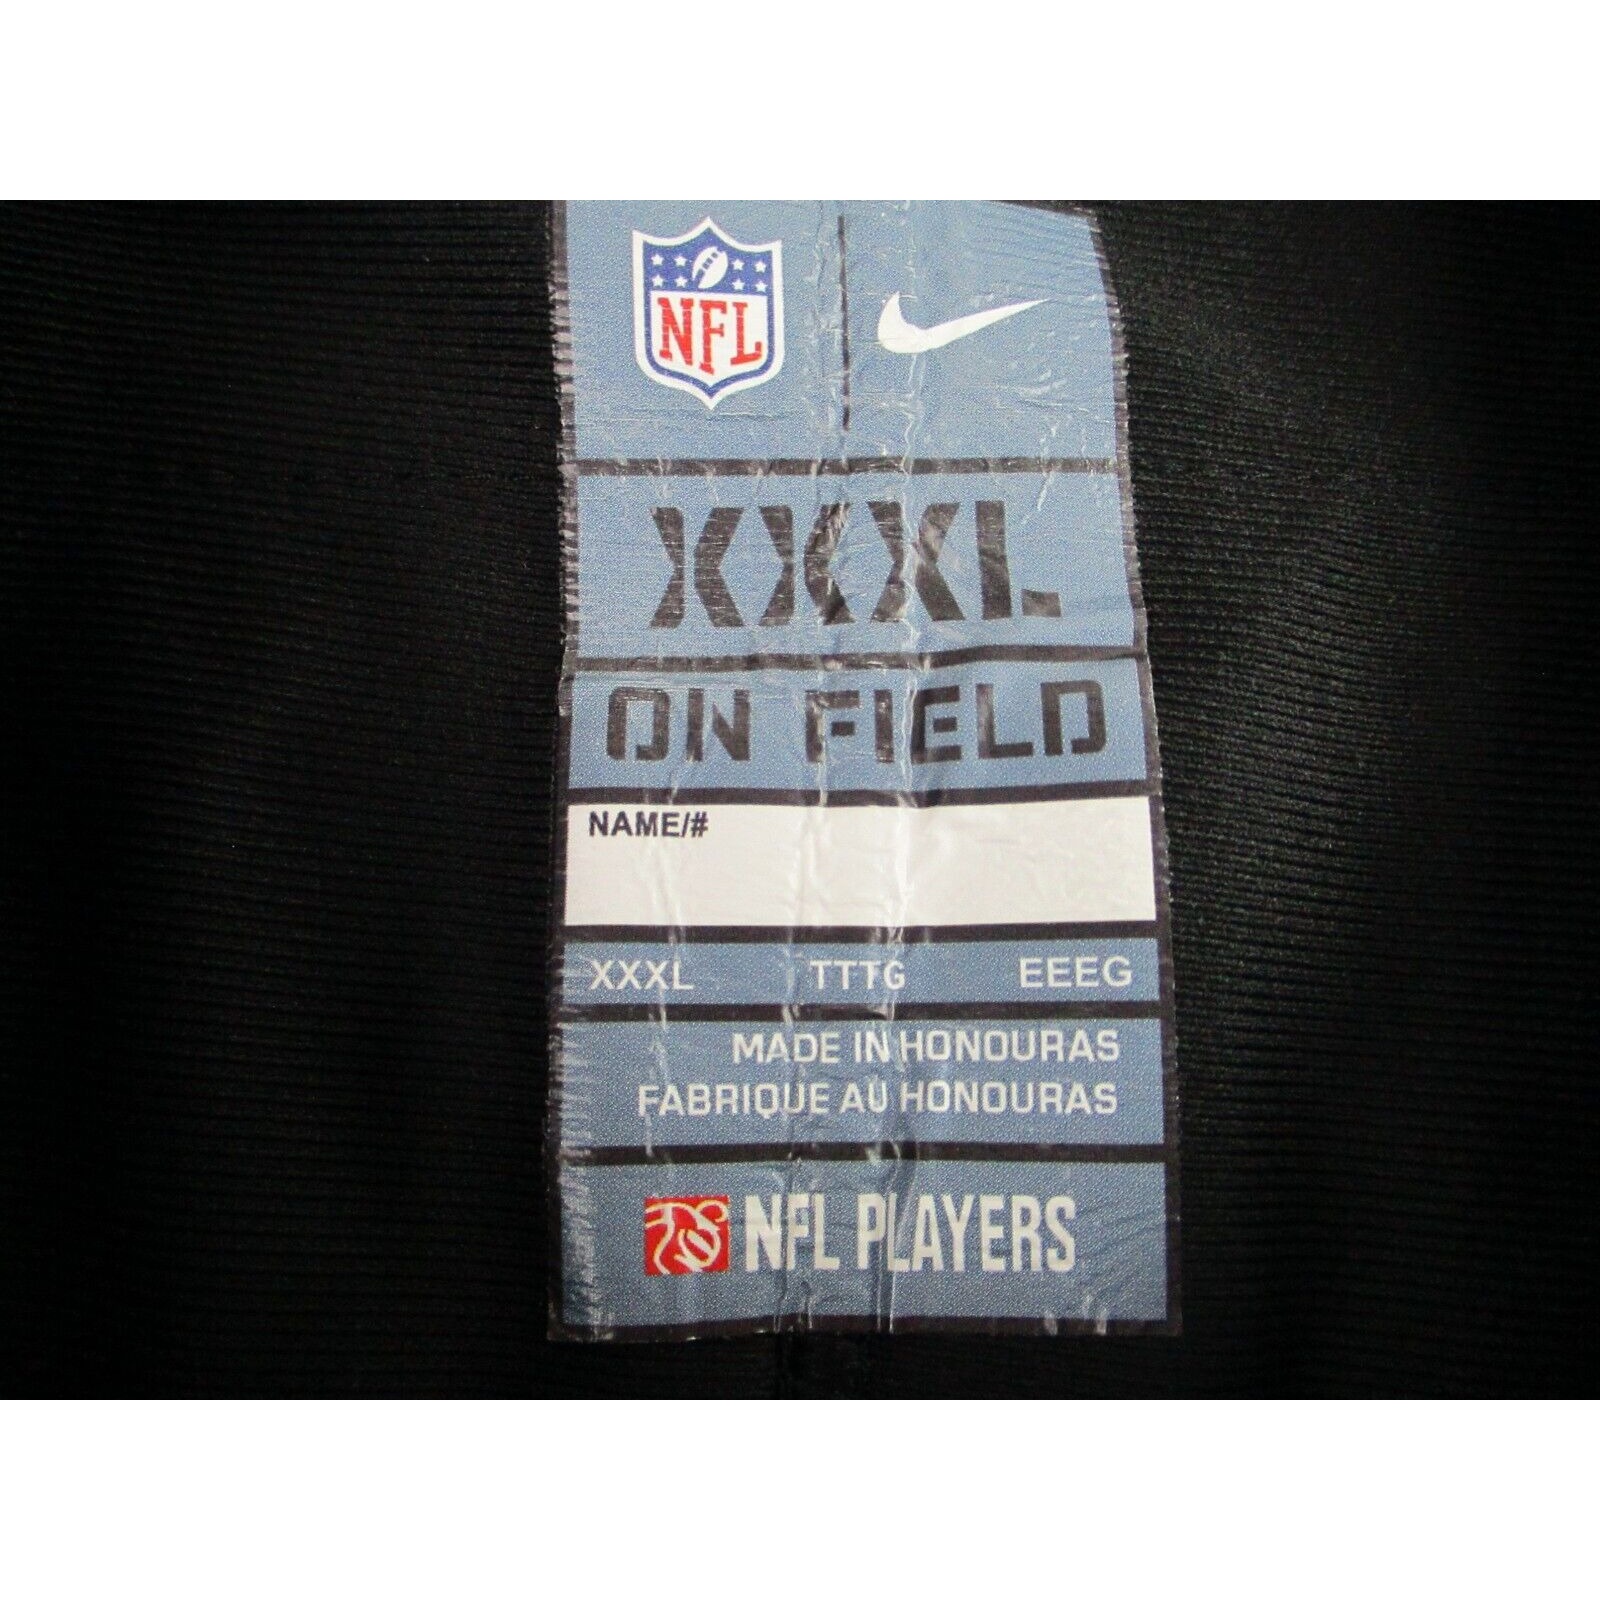 NFL
XXXL
ON FIELD
NAME/#
XXXL TTTG EEEG
MADE IN HONOURAS
FABRIQUE AU HONOURAS
NFL PLAYERS